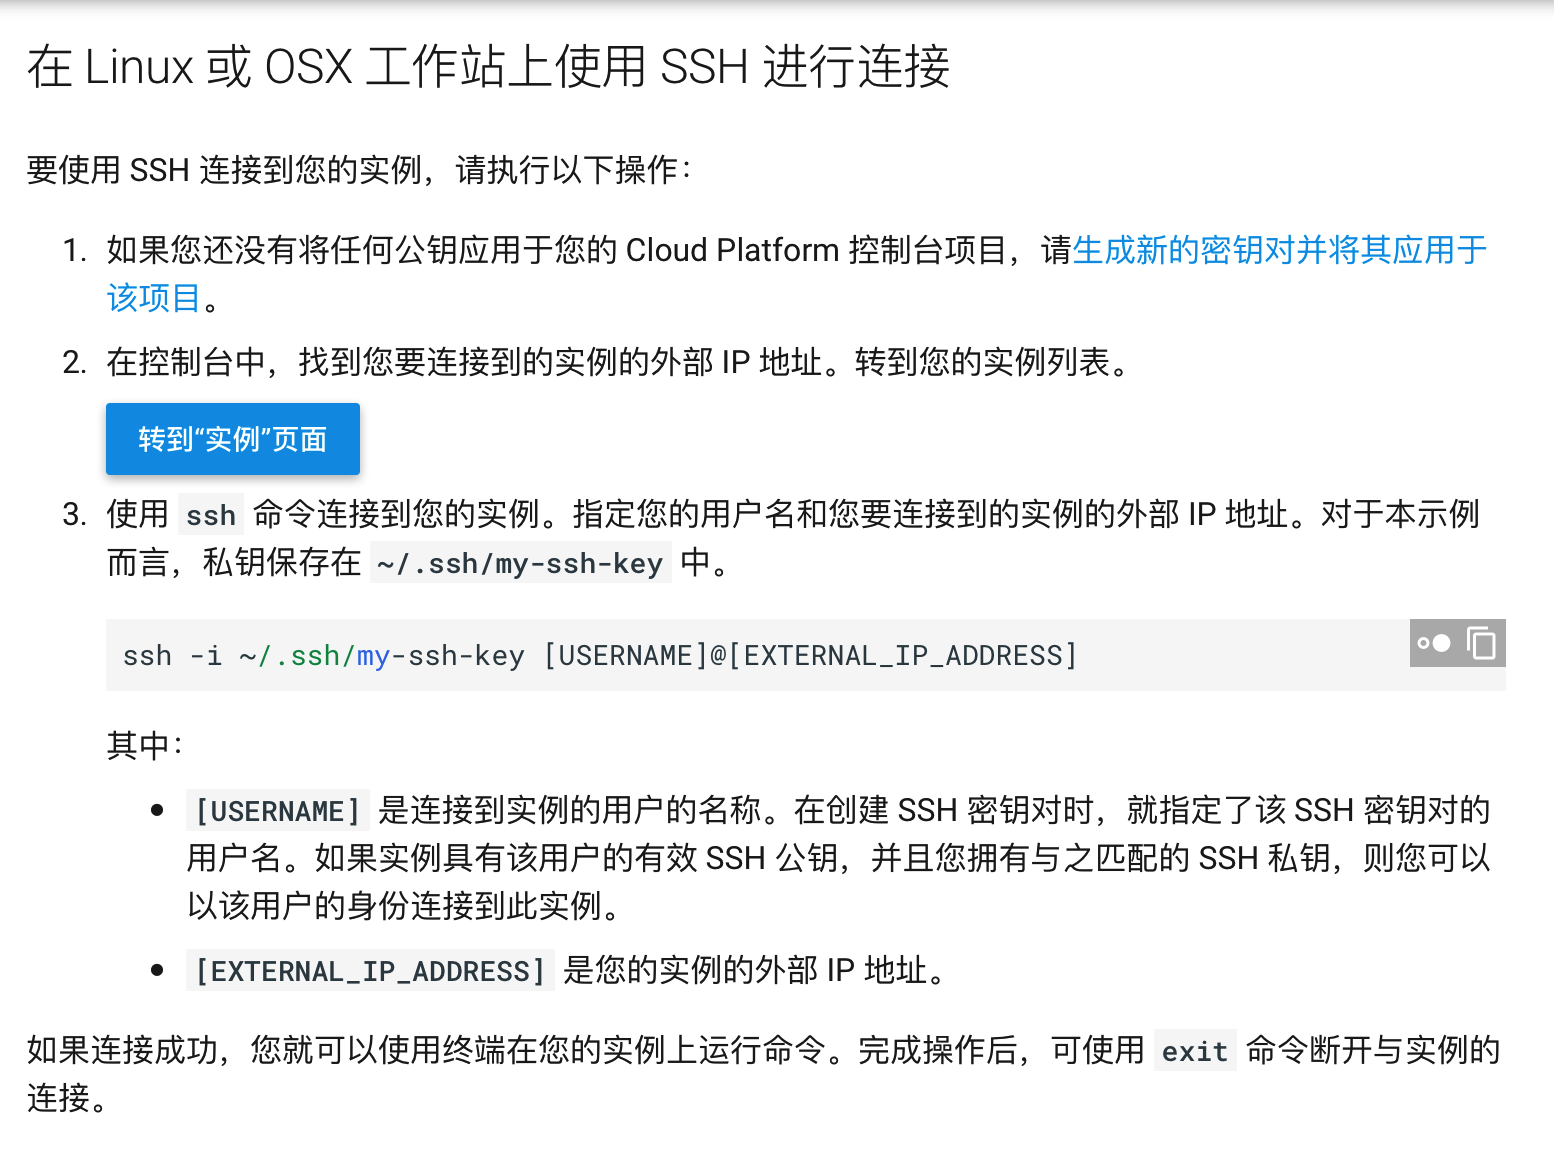 在 Linux 或 OSX 工作站上使用 SSH 进行连接
要使用 SSH 连接到您的实例，请执行以下操作：
1. 如果您还没有将任何公钥应用于您的 Cloud Platform 控制台项目，请生成新的密钥对并将其应用于
该项目。
2. 在控制台中，找到您要连接到的实例的外部 IP 地址。转到您的实例列表。
转到“实例”页面
3. 使用 ssh 命令连接到您的实例。指定您的用户名和您要连接到的实例的外部 IP 地址。对于本示例
而言，私钥保存在 ~/.ssh/my-ssh-key 中。
ssh -i ~/.ssh/my-ssh-key [USERNAME]@[EXTERNAL_IP_ADDRESS]
其中：
• [USERNAME] 是连接到实例的用户的名称。在创建 SSH 密钥对时，就指定了该 SSH 密钥对的
用户名。如果实例具有该用户的有效 SSH 公钥，并且您拥有与之匹配的 SSH 私钥，则您可以
以该用户的身份连接到此实例。
• [EXTERNAL_IP_ADDRESS] 是您的实例的外部 IP 地址。
如果连接成功，您就可以使用终端在您的实例上运行命令。完成操作后，可使用 exit 命令断开与实例的
连接。